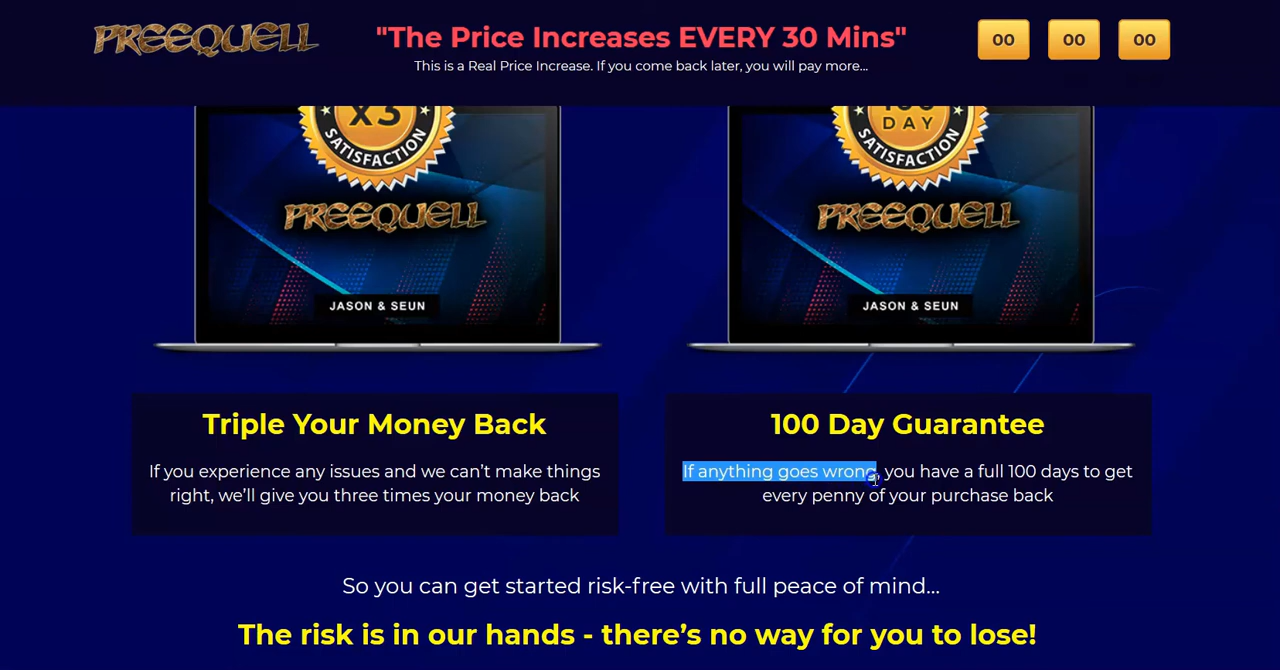 PREEQUELL
"The Price Increases EVERY 30 Mins"
This is a Real Price Increase. If you come back later, you will pay more...
00 00 00
X3
SATISFACTION
PREEQUELL
JASON & SEUN
100
DAY
SATISFACTION
PREEQUELL
JASON & SEUN
Triple Your Money Back
If you experience any issues and we can’t make things
right, we’ll give you three times your money back
100 Day Guarantee
If anything goes wrong, you have a full 100 days to get
every penny of your purchase back
So you can get started risk-free with full peace of mind...
The risk is in our hands - there’s no way for you to lose!